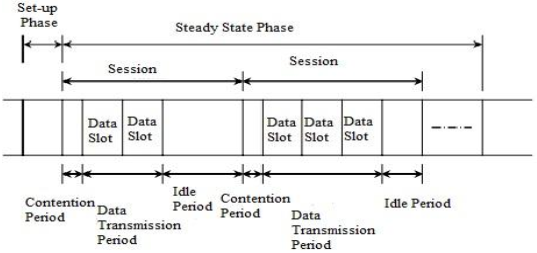 Set-up
Phase
Steady State Phase
Session
Session
Data
Slot
Data
Slot
Data
Slot
Data
Slot
Data
Slot
Contention
Period
Data
Transmission
Period
Idle
Period
Contention
Period
Data
Transmission
Period
Idle Period